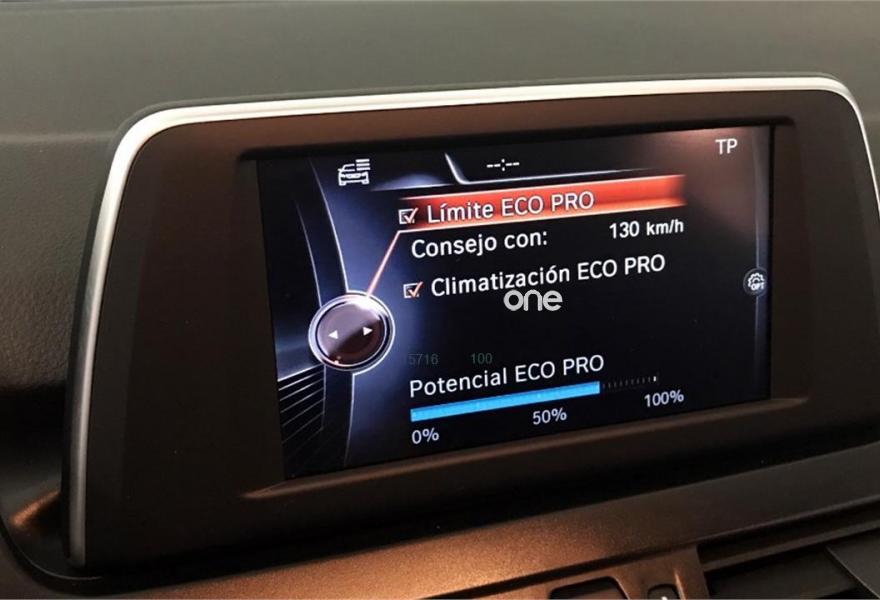 --:--
TP
Límite ECO PRO
Consejo con: 130 km/h
Climatización ECO PRO
OPT
one
5716 100
Potencial ECO PRO
0% 50% 100%